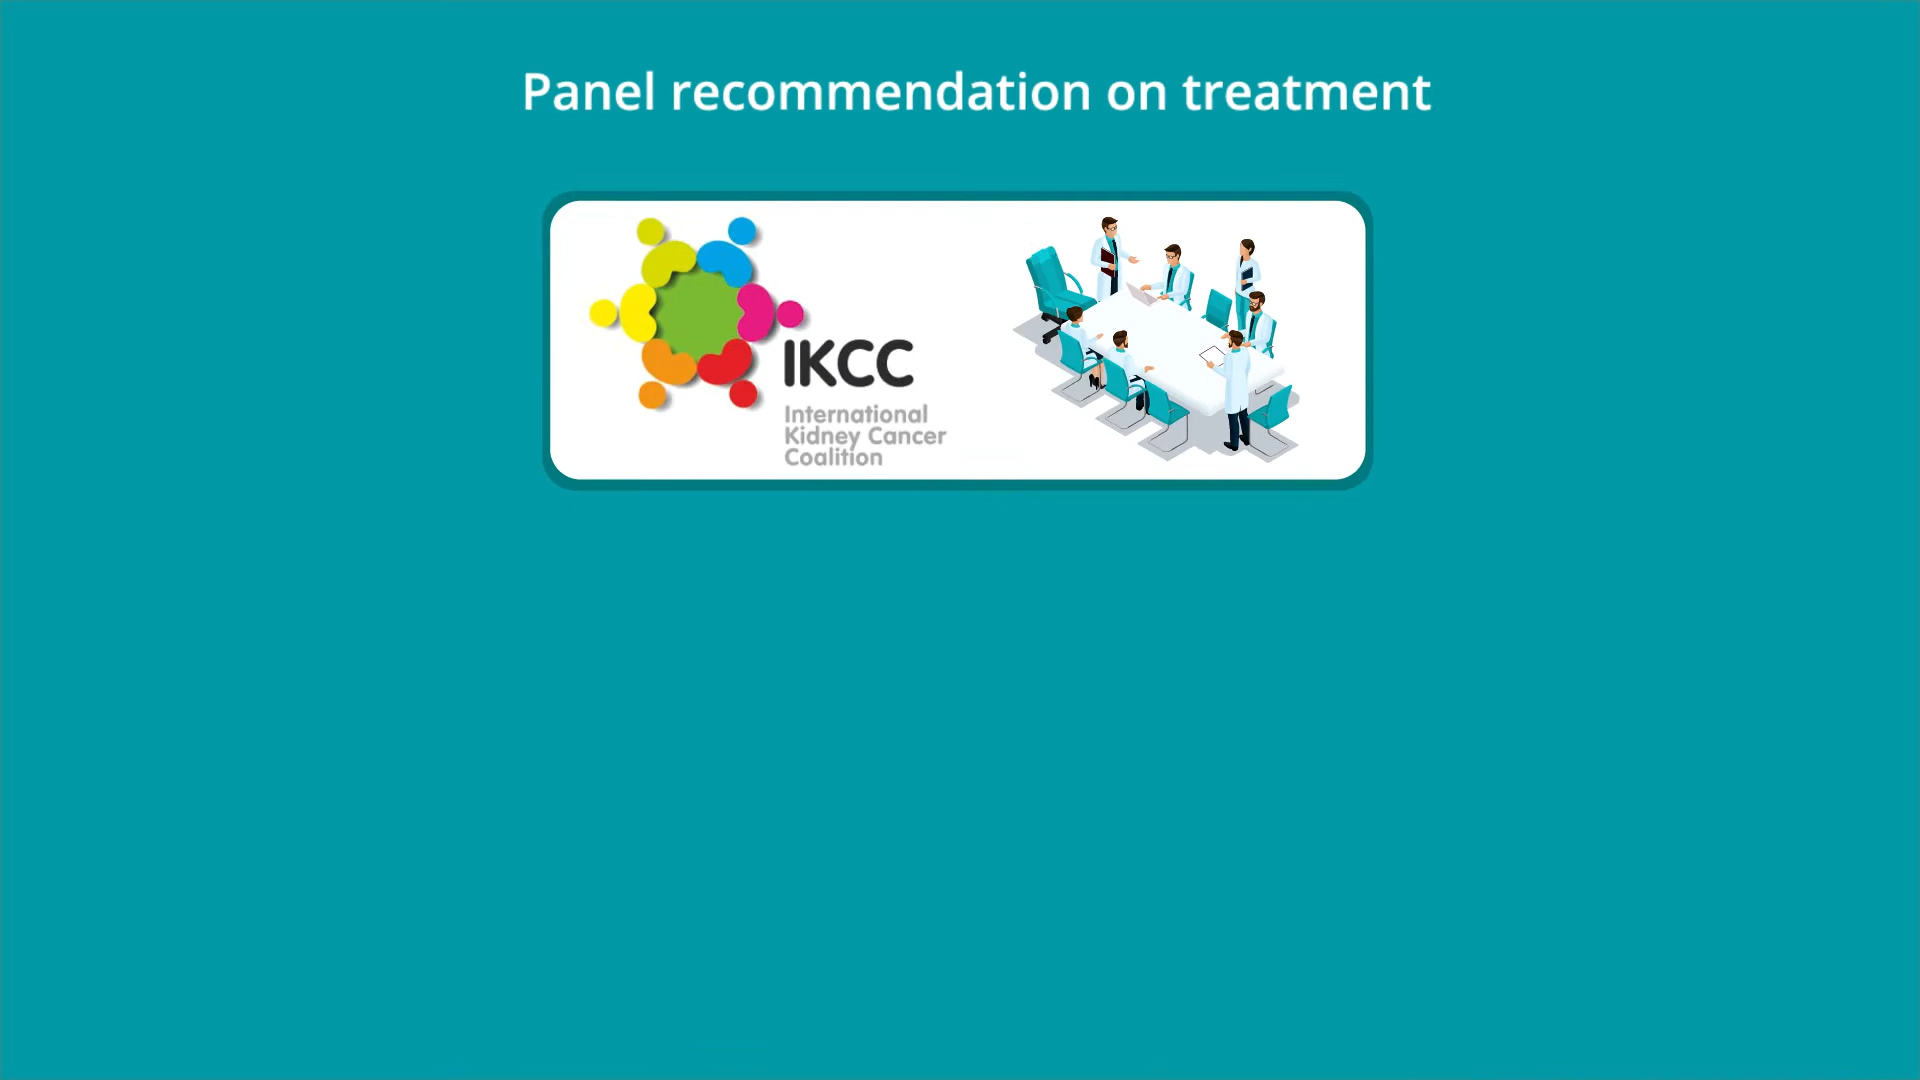 Panel recommendation on treatment
IKCC
International
Kidney Cancer
Coalition